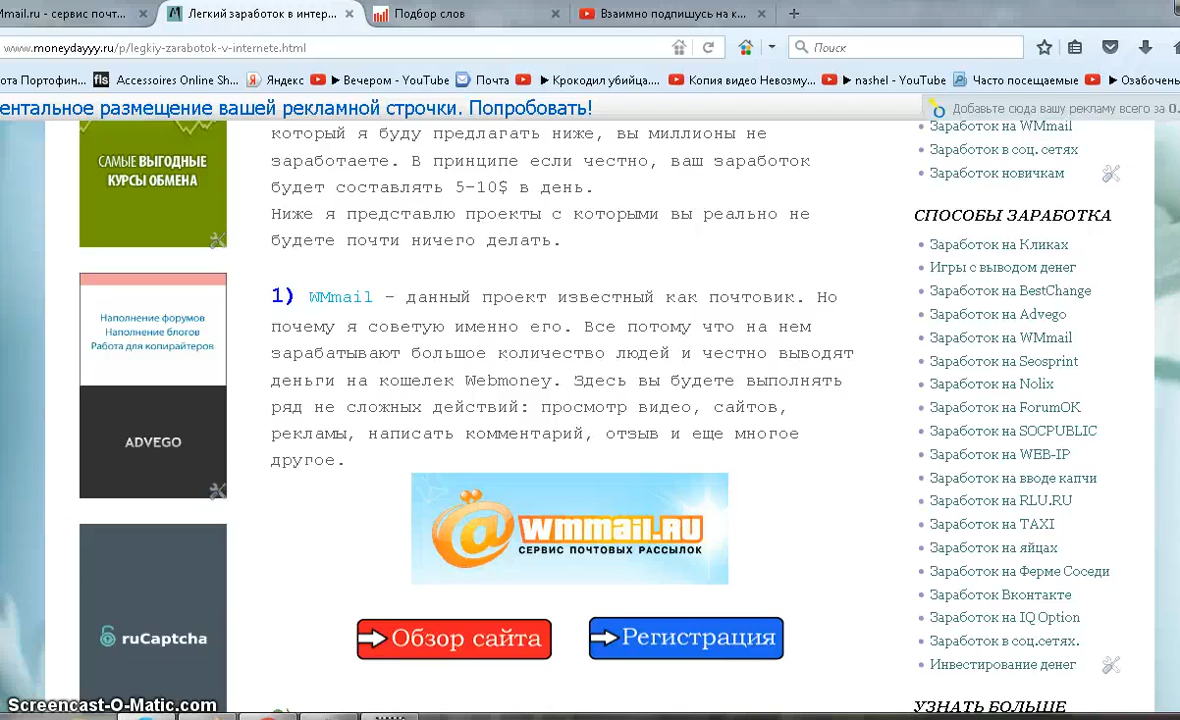 Mail.ru - сервис почт...
Легкий заработок в интер...
Подбор слов
Взаимно подпишусь на к...
www.moneydayyy.ru/p/legkiy-zarabotok-v-internete.html
Поиск
ота Портофин...
fls
Accessoires Online Sh...
Яндекс
Вечером - YouTube
Почта
Крокодил убийца....
Копия видео Невозму...
nashel - YouTube
Часто посещаемые
Озабочень
ентальное размещение вашей рекламной строчки. Попробовать!
Добавьте сюда вашу рекламу всего за 0.
САМЫЕ ВЫГОДНЫЕ
КУРСЫ ОБМЕНА
Наполнение форумов
Наполнение блогов
Работа для копирайтеров
ADVEGO
ruCaptcha
который я буду предлагать ниже, вы миллионы не
заработаете. В принципе если честно, ваш заработок
будет составлять 5-10$ в день.
Ниже я представлю проекты с которыми вы реально не
будете почти ничего делать.
1) WMmail - данный проект известный как почтовик. Но
почему я советую именно его. Все потому что на нем
зарабатывают большое количество людей и честно выводят
деньги на кошелек Webmoney. Здесь вы будете выполнять
ряд не сложных действий: просмотр видео, сайтов,
рекламы, написать комментарий, отзыв и еще многое
другое.
@ wmmail.ru
СЕРВИС ПОЧТОВЫХ РАССЫЛОК
Обзор сайта
Регистрация
Заработок на WMmail
Заработок в соц. сетях
Заработок новичкам
СПОСОБЫ ЗАРАБОТКА
Заработок на Кликах
Игры с выводом денег
Заработок на BestChange
Заработок на Advego
Заработок на WMmail
Заработок на Seosprint
Заработок на Nolix
Заработок на ForumOK
Заработок на SOCPUBLIC
Заработок на WEB-IP
Заработок на вводе капчи
Заработок на RLU.RU
Заработок на TAXI
Заработок на яйцах
Заработок на Ферме Соседи
Заработок Вконтакте
Заработок на IQ Option
Заработок в соц.сетях.
Инвестирование денег
УЗНАТЬ БОЛЬШЕ
Screencast-O-Matic.com